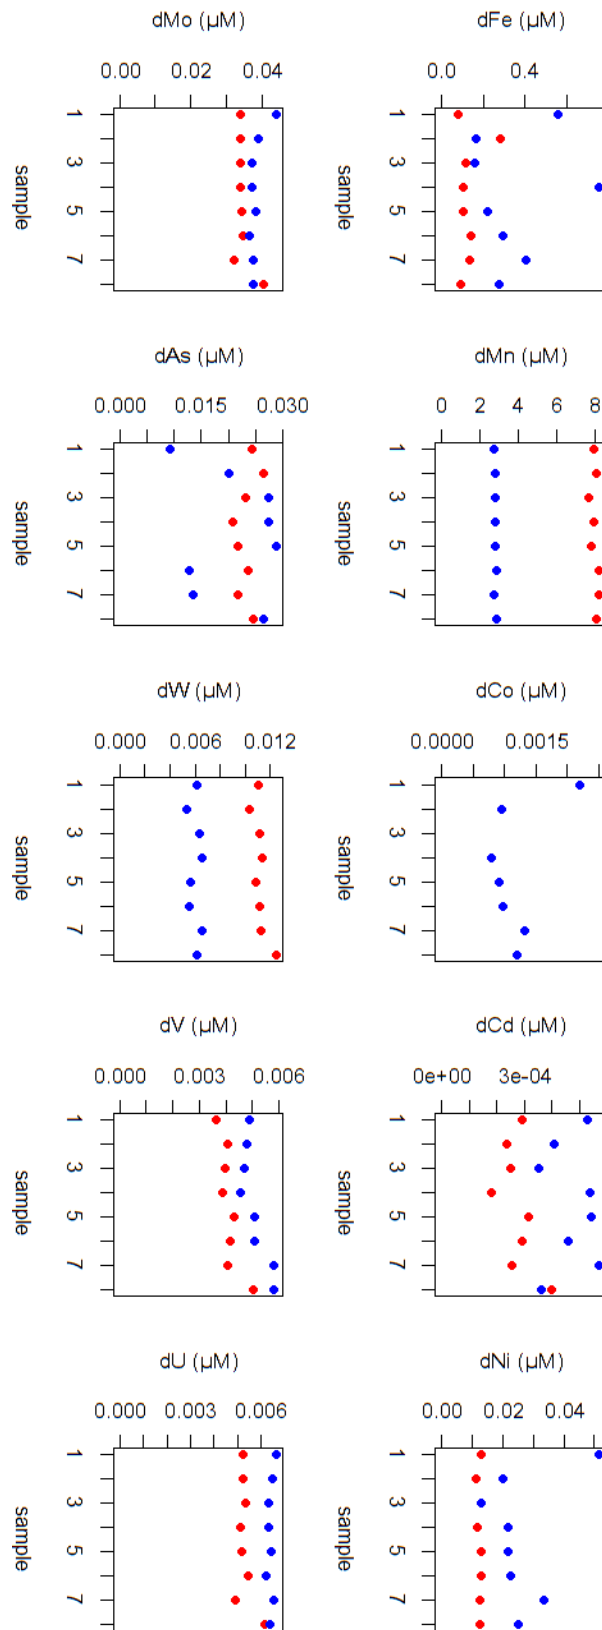 dMo (µM)
0.00 0.02 0.04
1 3 5 7
sample
dFe (µM)
0.0 0.4
1 3 5 7
sample
dAs (µM)
0.000 0.015 0.030
1 3 5 7
sample
dMn (µM)
0 2 4 6 8
1 3 5 7
sample
dW (µM)
0.000 0.006 0.012
1 3 5 7
sample
dCo (µM)
0.0000 0.0015
1 3 5 7
sample
dV (µM)
0.000 0.003 0.006
1 3 5 7
sample
dCd (µM)
0e+00 3e-04
1 3 5 7
sample
dU (µM)
0.000 0.003 0.006
1 3 5 7
sample
dNi (µM)
0.00 0.02 0.04
1 3 5 7
sample